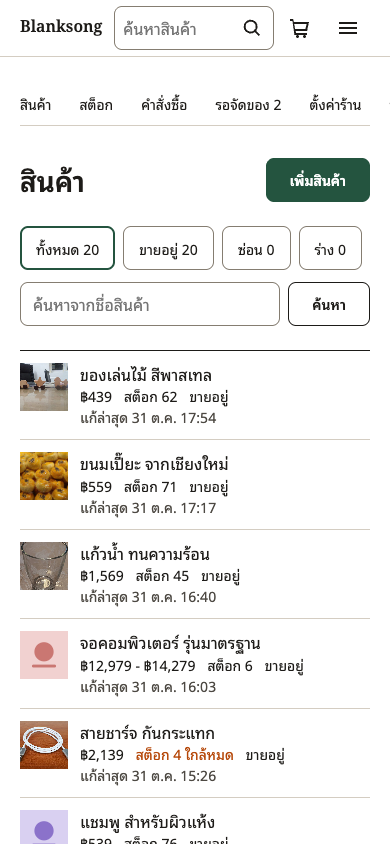 Blanksong
ค้นหาสินค้า
สินค้า สต็อก คำสั่งซื้อ รอจัดของ 2 ตั้งค่าร้าน
สินค้า
เพิ่มสินค้า
ทั้งหมด 20 ขายอยู่ 20 ซ่อน 0 ร่าง 0
ค้นหาจากชื่อสินค้า
ค้นหา
ของเล่นไม้ สีพาสเทล
฿439 สต็อก 62 ขายอยู่
แก้ล่าสุด 31 ต.ค. 17:54
ขนมเปี๊ยะ จากเชียงใหม่
฿559 สต็อก 71 ขายอยู่
แก้ล่าสุด 31 ต.ค. 17:17
แก้วน้ำ ทนความร้อน
฿1,569 สต็อก 45 ขายอยู่
แก้ล่าสุด 31 ต.ค. 16:40
จอคอมพิวเตอร์ รุ่นมาตรฐาน
฿12,979 - ฿14,279 สต็อก 6 ขายอยู่
แก้ล่าสุด 31 ต.ค. 16:03
สายชาร์จ กันกระแทก
฿2,139 สต็อก 4 ใกล้หมด ขายอยู่
แก้ล่าสุด 31 ต.ค. 15:26
แชมพู สำหรับผิวแห้ง
฿539 สต็อก 76 ขายอยู่